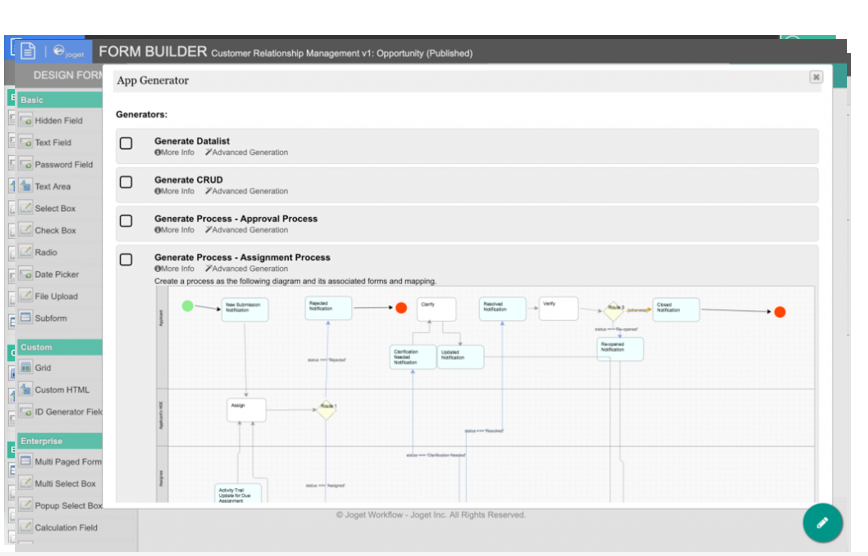 joget
FORM BUILDER Customer Relationship Management v1: Opportunity (Published)
DESIGN FORM
App Generator
Basic
Hidden Field
Text Field
Password Field
Text Area
Select Box
Check Box
Radio
Date Picker
File Upload
Subform
Custom
Grid
Custom HTML
ID Generator Field
Enterprise
Multi Paged Form
Multi Select Box
Popup Select Box
Calculation Field
Generators:
Generate Datalist
More Info Advanced Generation
Generate CRUD
More Info Advanced Generation
Generate Process - Approval Process
More Info Advanced Generation
Generate Process - Assignment Process
More Info Advanced Generation
Create a process as the following diagram and its associated forms and mapping.
Applicant
New Submission
Notification
Rejected
Notification
Clarify
Resolved
Notification
Verify
Route 3
Closed
Notification
status === 'Re-opened'
Re-opened
Notification
Clarification
Needed
Notification
Updated
Notification
status === 'Rejected'
Applicant's HOD
Assign
Route 1
status === 'Resolved'
status === 'Clarification Needed'
Assignee
status === 'Assigned'
Activity Trail
Update for Due
Assignment
© Joget Workflow - Joget Inc. All Rights Reserved.